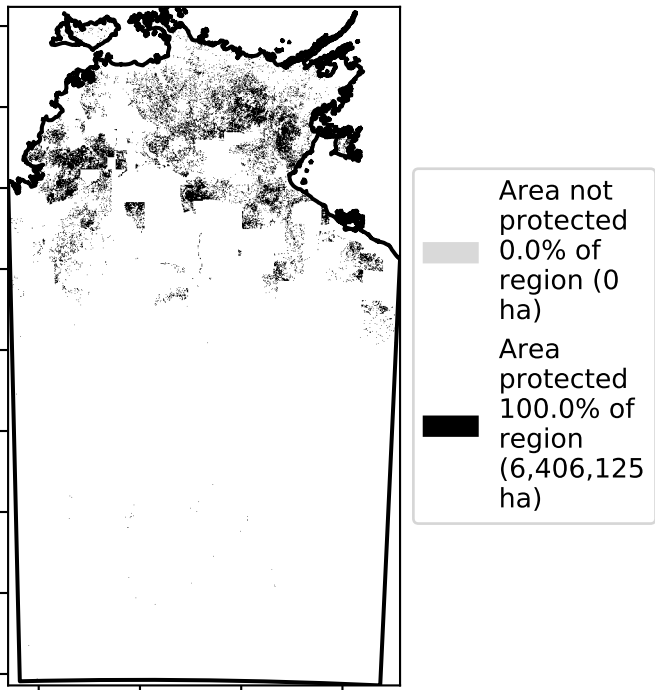 Area not
protected
0.0% of
region (0
ha)
Area
protected
100.0% of
region
(6,406,125
ha)